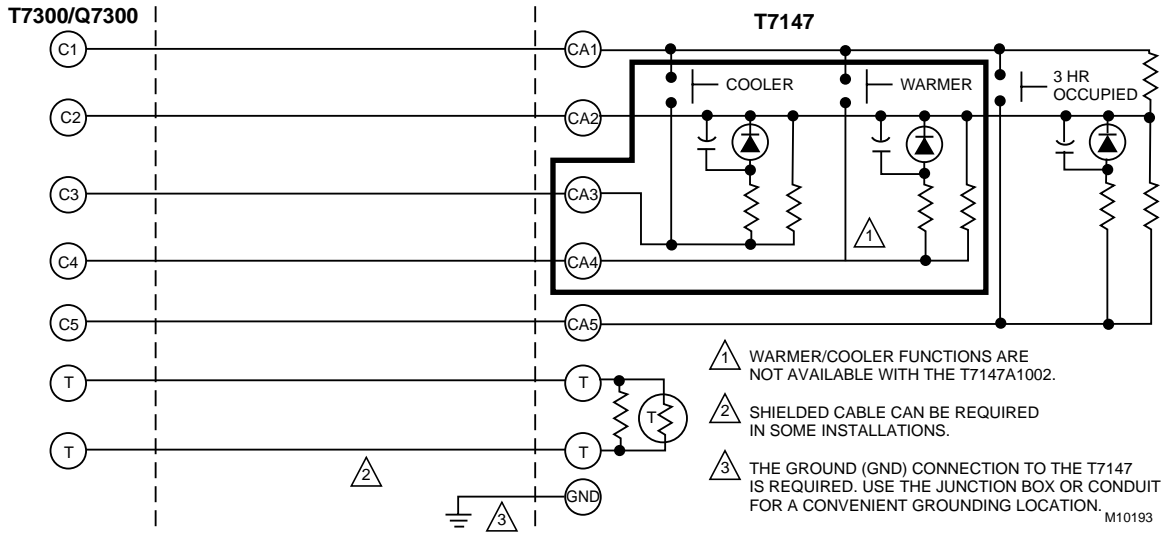 T7300/Q7300
T7147
C1
CA1
COOLER
WARMER
3 HR
OCCUPIED
C2
CA2
C3
CA3
1
C4
CA4
C5
CA5
1 WARMER/COOLER FUNCTIONS ARE
NOT AVAILABLE WITH THE T7147A1002.
T
T
T
2 SHIELDED CABLE CAN BE REQUIRED
IN SOME INSTALLATIONS.
T
T
2
3 THE GROUND (GND) CONNECTION TO THE T7147
IS REQUIRED. USE THE JUNCTION BOX OR CONDUIT
FOR A CONVENIENT GROUNDING LOCATION.
GND
3
M10193